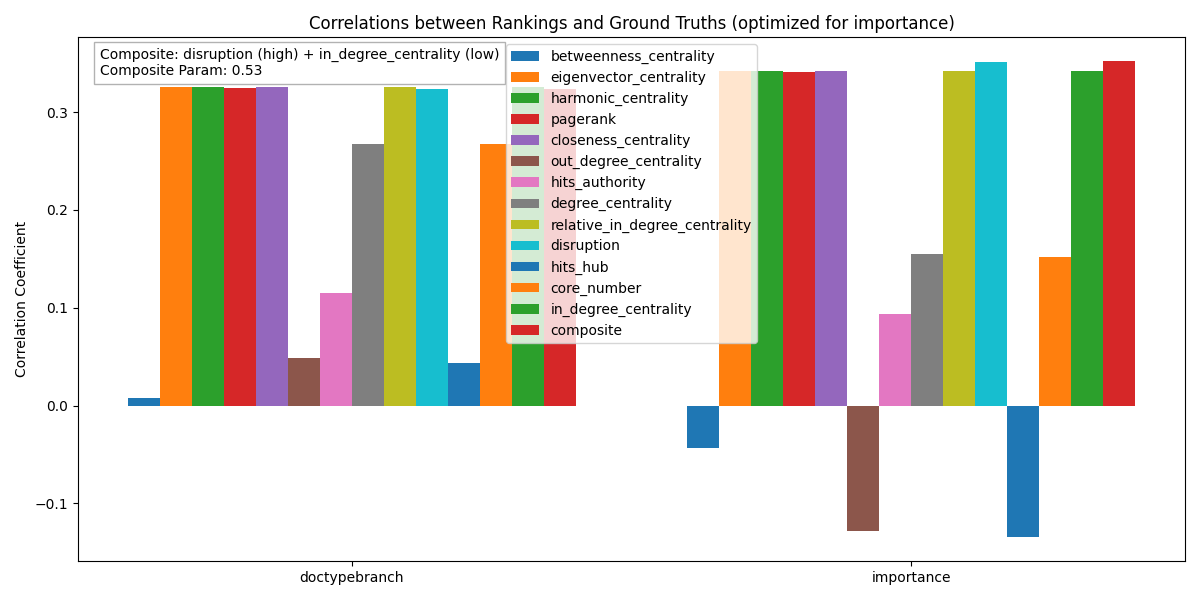 Correlations between Rankings and Ground Truths (optimized for importance)
Composite: disruption (high) + in_degree_centrality (low)
Composite Param: 0.53
betweenness_centrality
eigenvector_centrality
harmonic_centrality
pagerank
closeness_centrality
out_degree_centrality
hits_authority
degree_centrality
relative_in_degree_centrality
disruption
hits_hub
core_number
in_degree_centrality
composite
Correlation Coefficient
0.3
0.2
0.1
0.0
−0.1
doctypebranch
importance